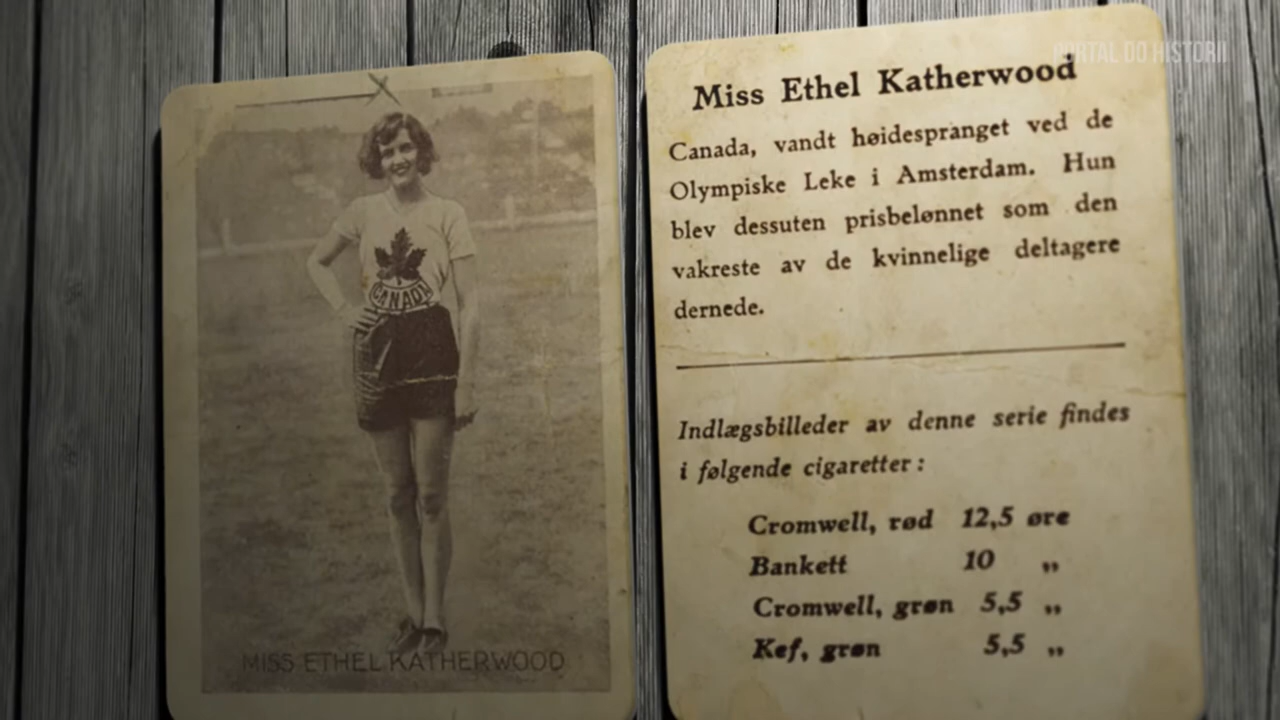 CANADA
MISS ETHEL KATHERWOOD
PORTAL DO HISTORII
Miss Ethel Katherwood
Canada, vandt høidespranget ved de
Olympiske Leke i Amsterdam. Hun
blev dessuten prisbelønnet som den
vakreste av de kvinnelige deltagere
dernede.
Indlægsbilleder av denne serie findes
i følgende cigaretter:
Cromwell, rød 12,5 øre
Bankett 10 „
Cromwell, grøn 5,5 „
Kef, grøn 5,5 „